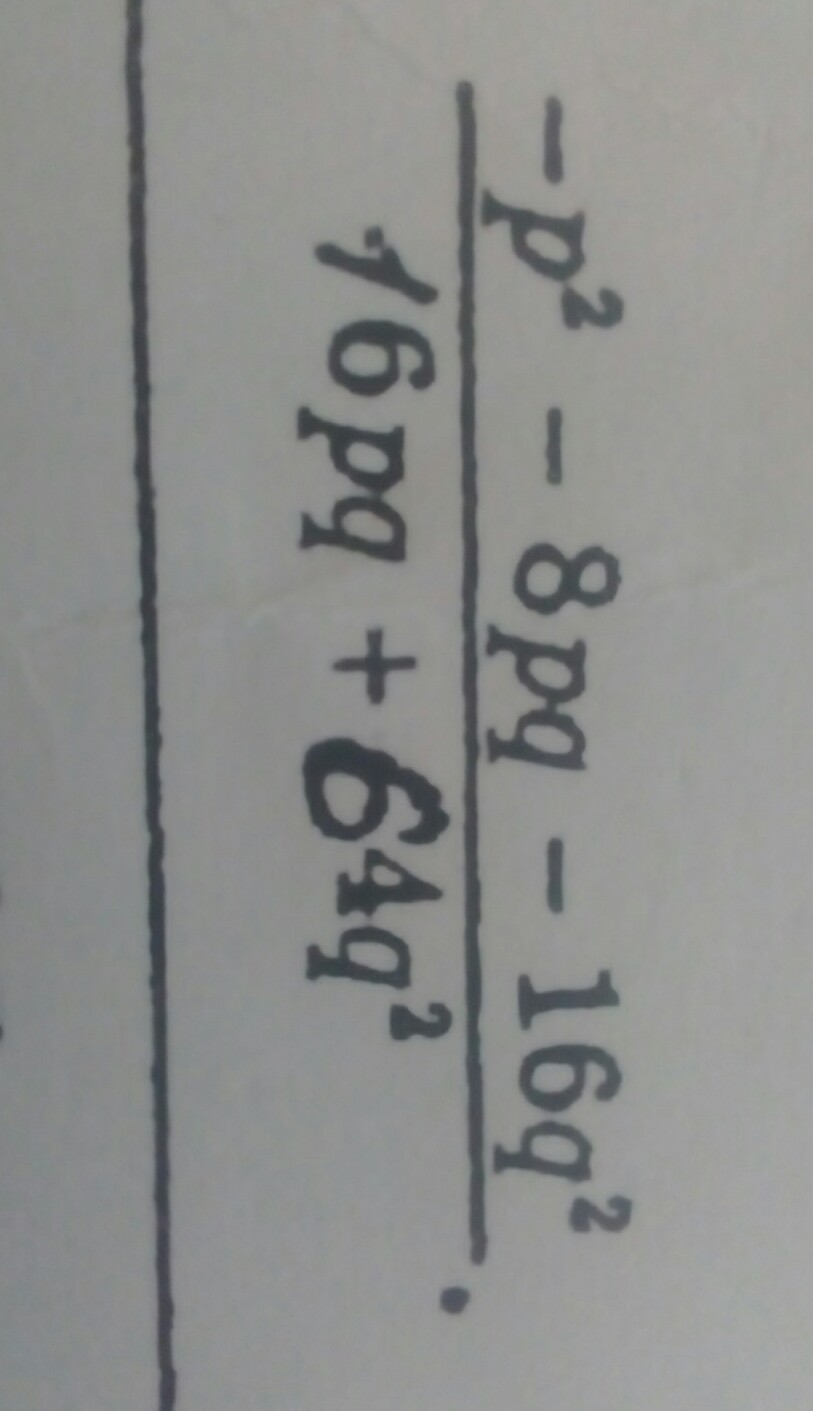 -p² - 8pq - 16q²
16pq + 64q² .